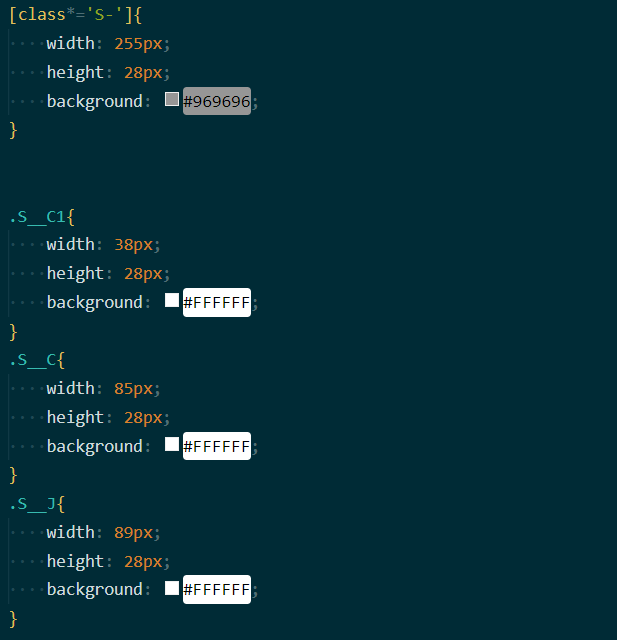 [class*='S-']{
    width: 255px;
    height: 28px;
    background: #969696;
}
.S__C1{
    width: 38px;
    height: 28px;
    background: #FFFFFF;
}
.S__C{
    width: 85px;
    height: 28px;
    background: #FFFFFF;
}
.S__J{
    width: 89px;
    height: 28px;
    background: #FFFFFF;
}